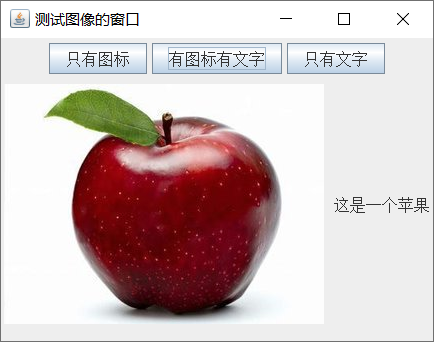 测试图像的窗口
只有图标
有图标有文字
只有文字
这是一个苹果